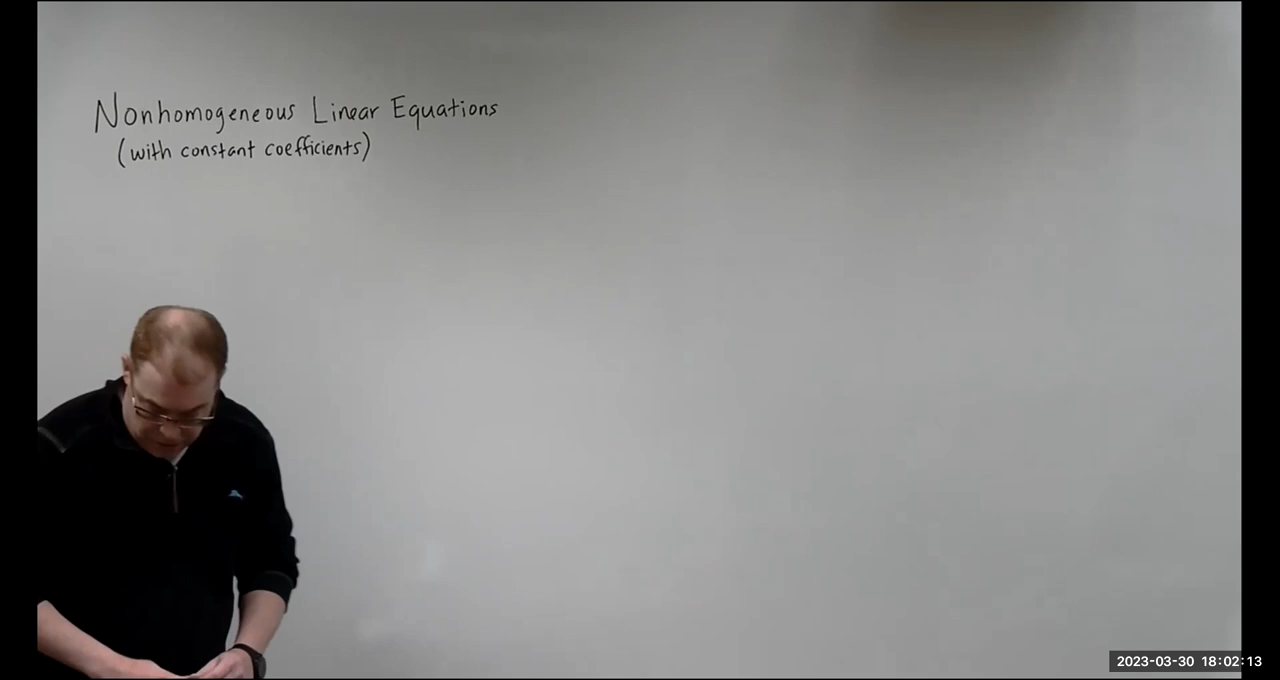 Nonhomogeneous Linear Equations
(with constant coefficients)
2023-03-30 18:02:13